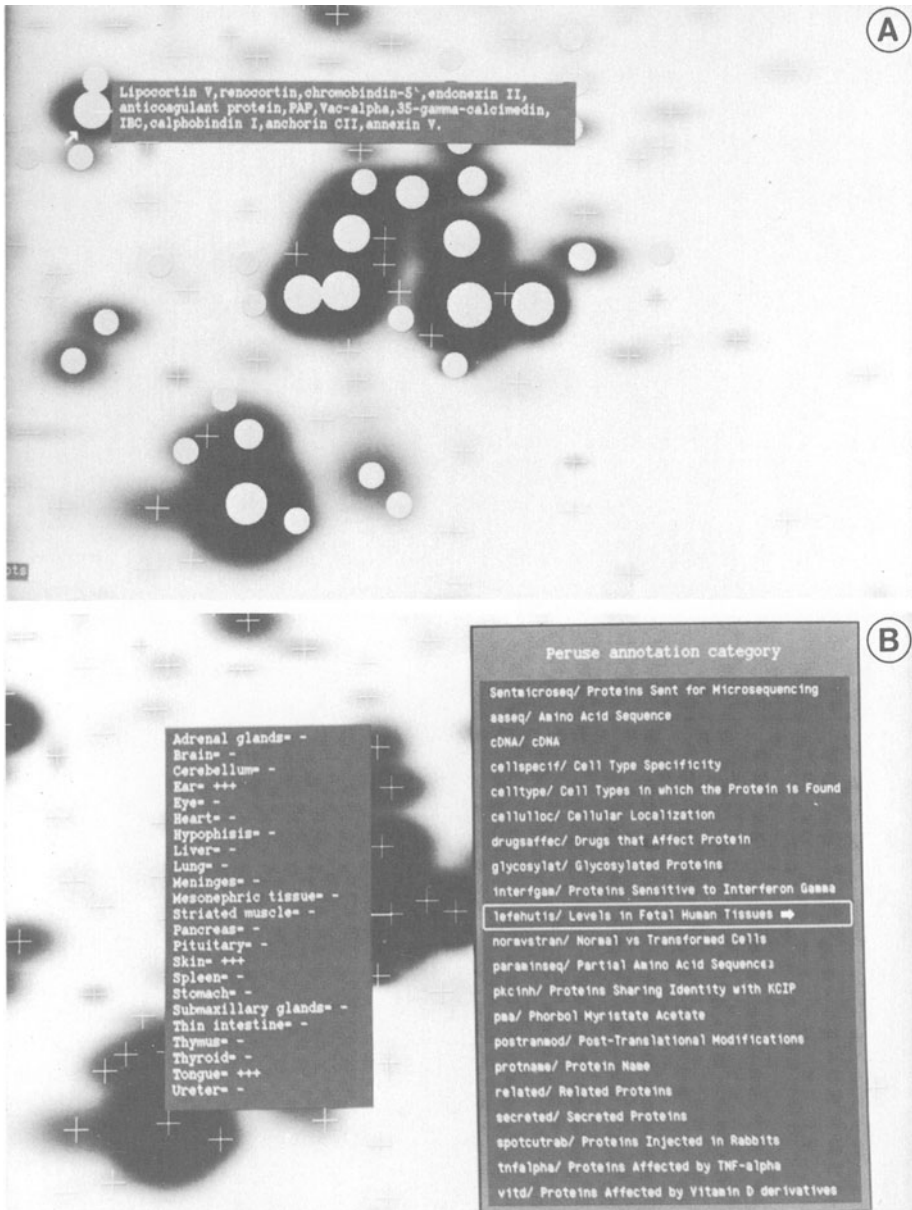 A
Lipocortin V,renocortin,chromobindin-5`,endonexin II,
anticoagulant protein,PAP,Vac-alpha,35-gamma-calcimedin,
IBC,calphobindin I,anchorin CII,annexin V.
ots
B
Peruse annotation category
Sentmicroseq/ Proteins Sent for Microsequencing
aaseq/ Amino Acid Sequence
cDNA/ cDNA
cellspecif/ Cell Type Specificity
celltype/ Cell Types in which the Protein is Found
cellulloc/ Cellular Localization
drugsaffec/ Drugs that Affect Protein
glycosylat/ Glycosylated Proteins
interfgam/ Proteins Sensitive to Interferon Gamma
lefehutis/ Levels in Fetal Human Tissues
normvstran/ Normal vs Transformed Cells
paraminseq/ Partial Amino Acid Sequences
pkcinh/ Proteins Sharing Identity with KCIP
pma/ Phorbol Myristate Acetate
postranmod/ Post-Translational Modifications
protname/ Protein Name
related/ Related Proteins
secreted/ Secreted Proteins
spotcutrab/ Proteins Injected in Rabbits
tnfalpha/ Proteins Affected by TNF-alpha
vitd/ Proteins Affected by Vitamin D derivatives
Adrenal glands= -
Brain= -
Cerebellum= -
Ear= +++
Eye= -
Heart= -
Hypophisis= -
Liver= -
Lung= -
Meninges= -
Mesonephric tissue= -
Striated muscle= -
Pancreas= -
Pituitary= -
Skin= +++
Spleen= -
Stomach= -
Submaxillary glands= -
Thin intestine= -
Thymus= -
Thyroid= -
Tongue= +++
Ureter= -